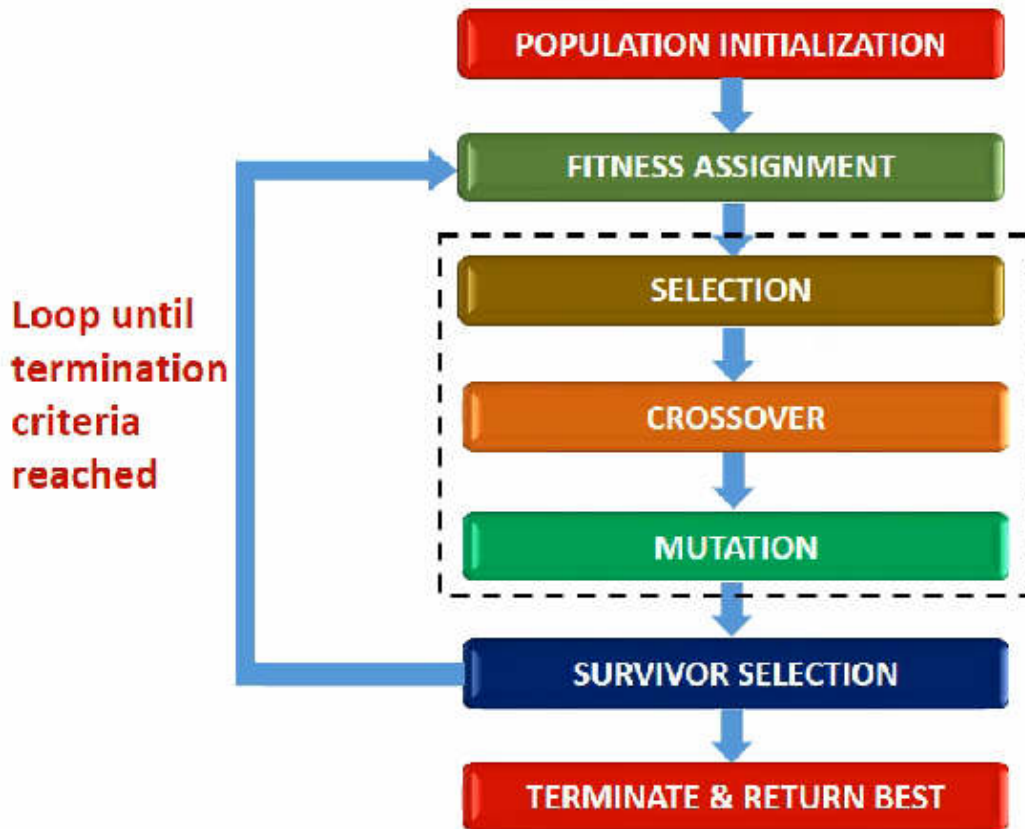 POPULATION INITIALIZATION
FITNESS ASSIGNMENT
SELECTION
Loop until
termination
criteria
reached
CROSSOVER
MUTATION
SURVIVOR SELECTION
TERMINATE & RETURN BEST